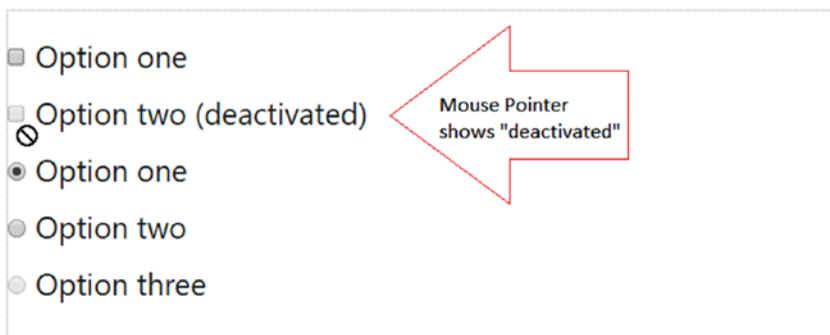 Option one
Option two (deactivated)
Mouse Pointer
shows "deactivated"
Option one
Option two
Option three